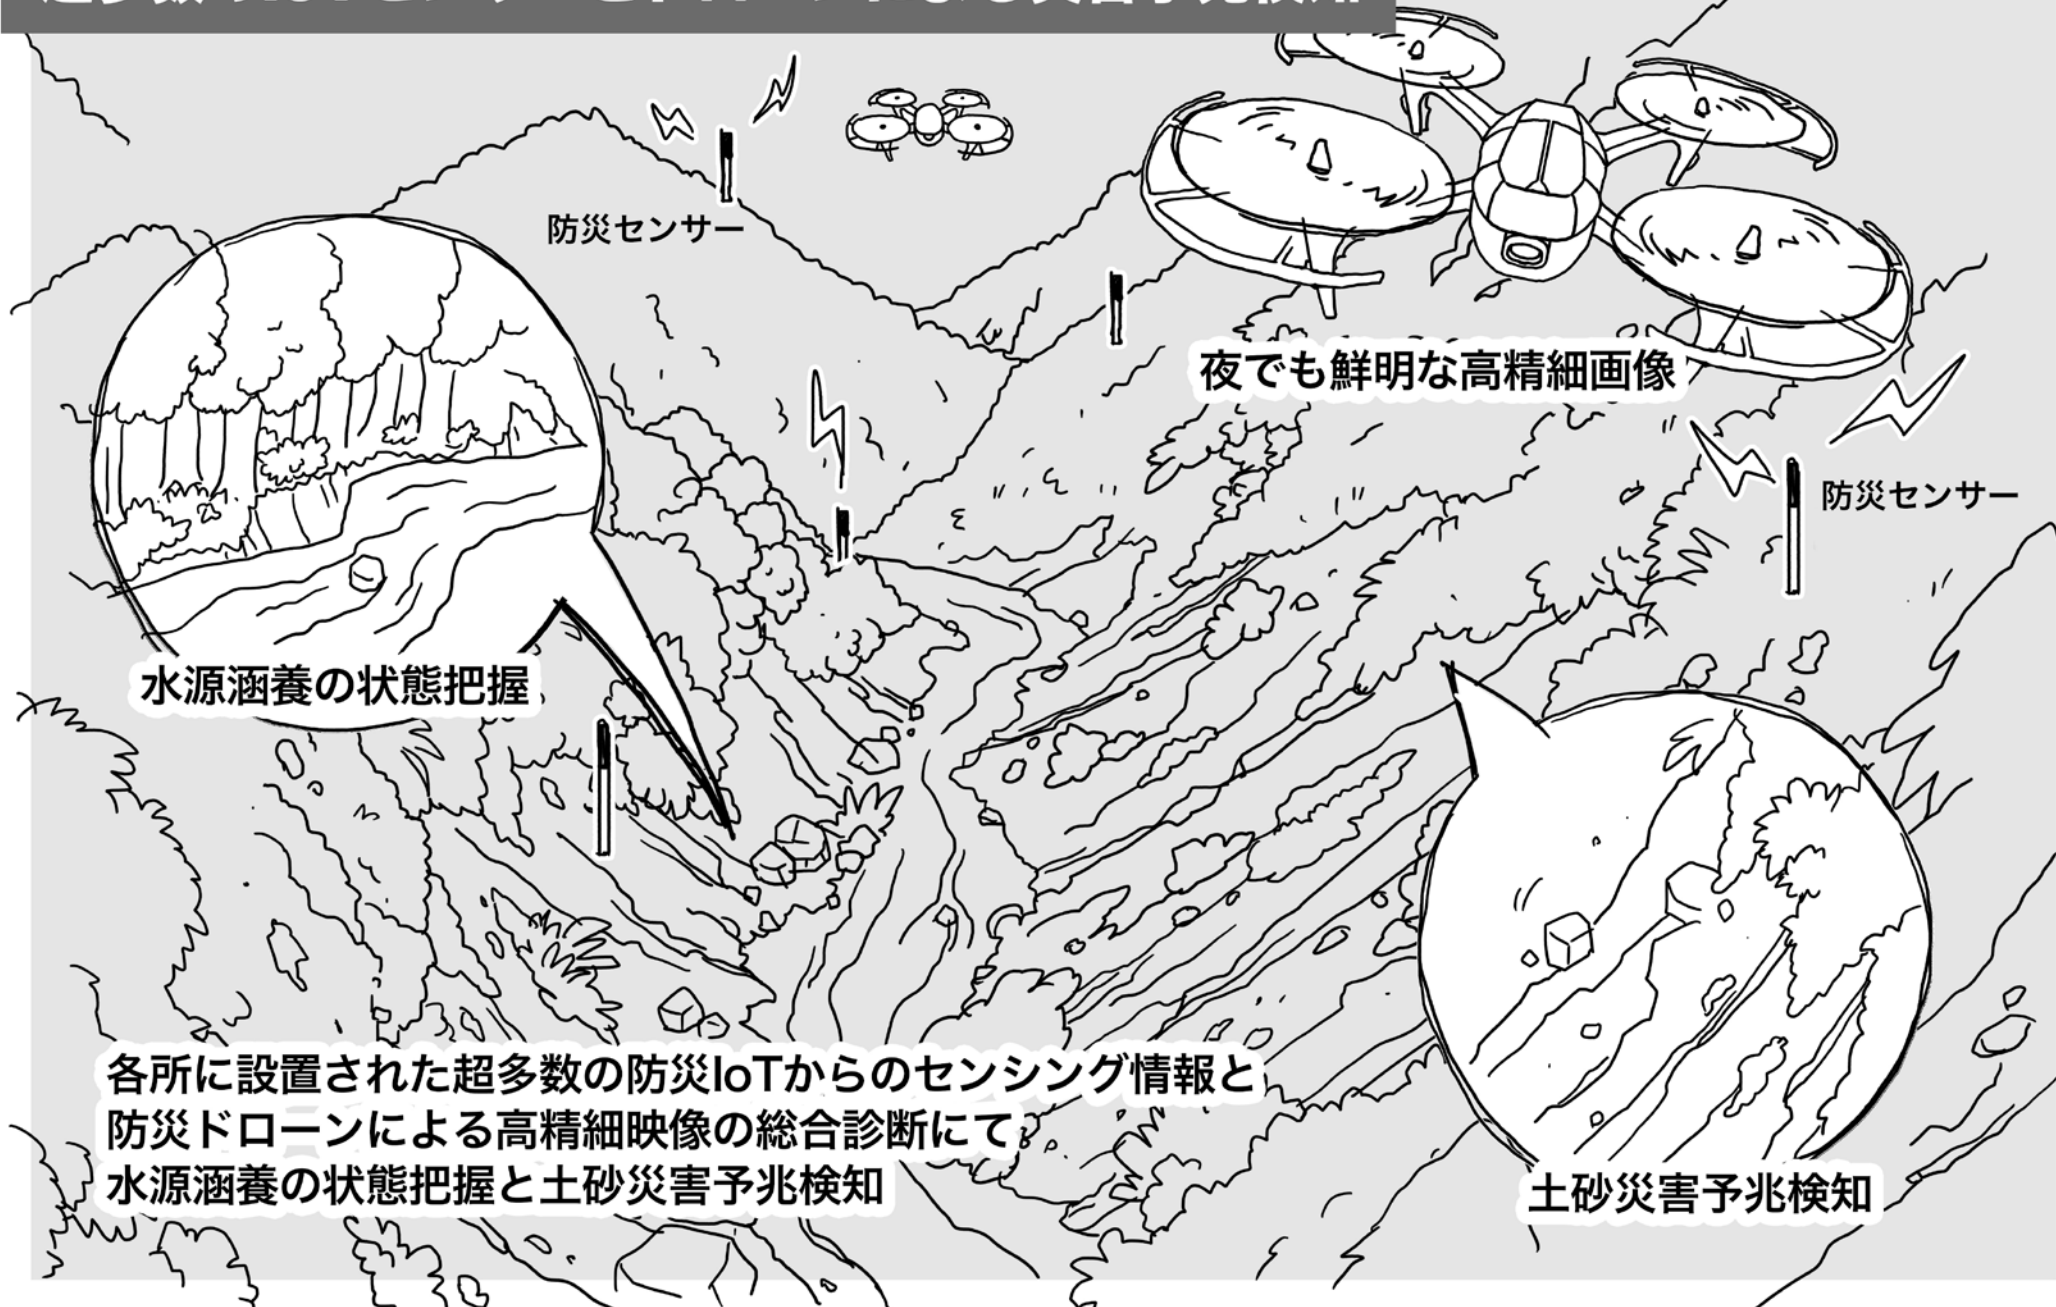 防災センサー
夜でも鮮明な高精細画像
防災センサー
水源涵養の状態把握
各所に設置された超多数の防災IoTからのセンシング情報と
防災ドローンによる高精細映像の総合診断にて
水源涵養の状態把握と土砂災害予兆検知
土砂災害予兆検知